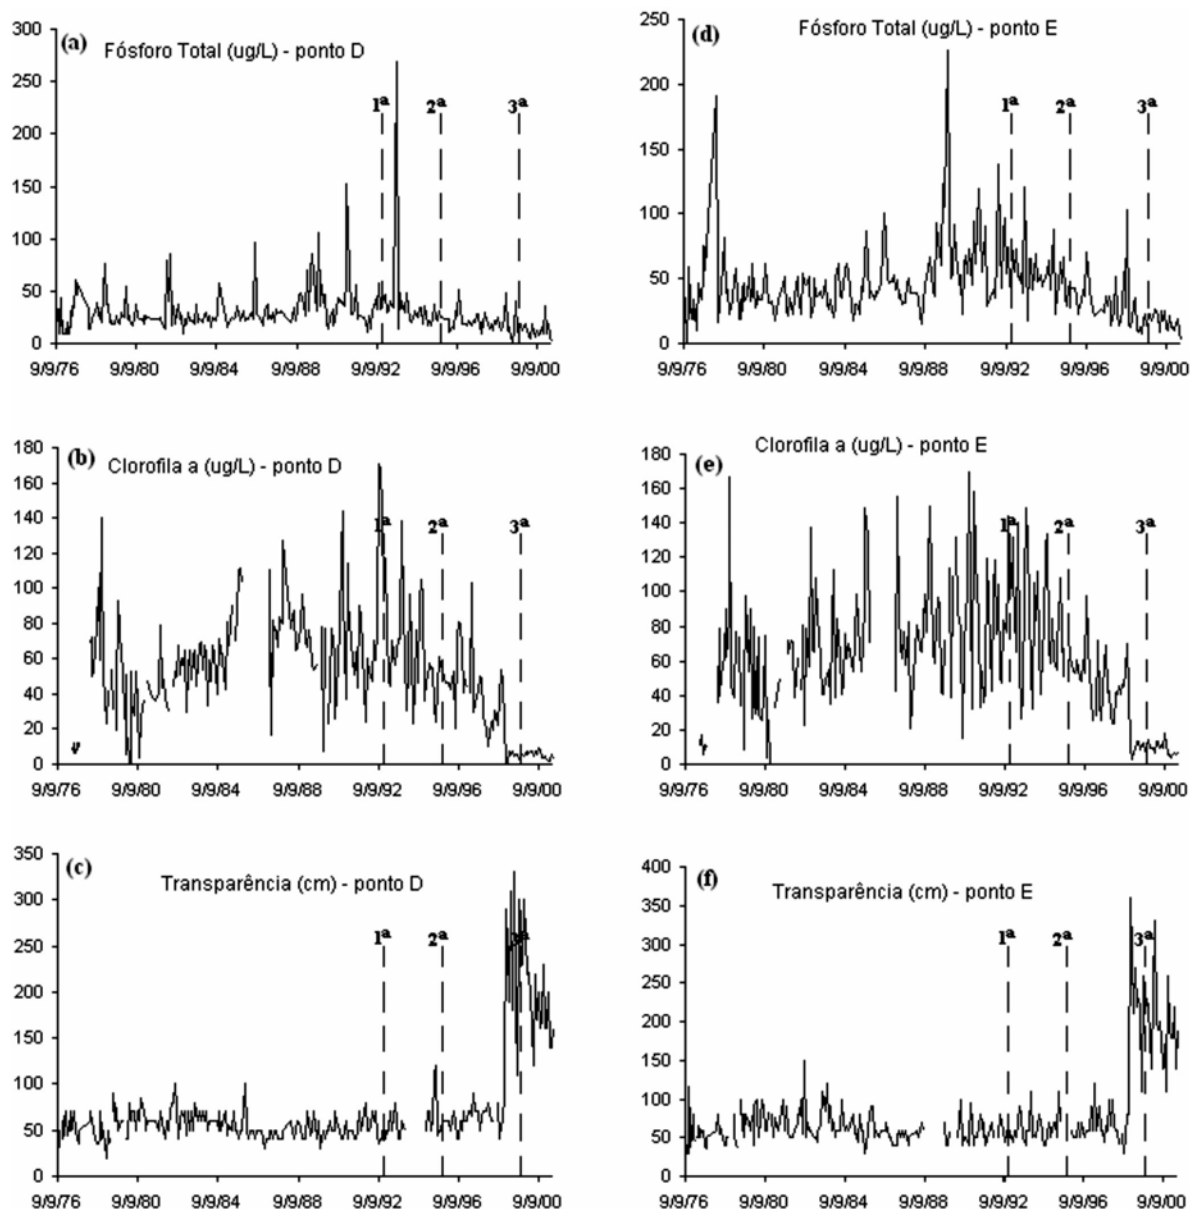 (a) Fósforo Total (ug/L) - ponto D
300
250
200
150
100
50
0
1ª 2ª 3ª
9/9/76 9/9/80 9/9/84 9/9/88 9/9/92 9/9/96 9/9/00
(d) Fósforo Total (ug/L) - ponto E
250
200
150
100
50
0
1ª 2ª 3ª
9/9/76 9/9/80 9/9/84 9/9/88 9/9/92 9/9/96 9/9/00
(b) Clorofila a (ug/L) - ponto D
180
160
140
120
100
80
60
40
20
0
1ª 2ª 3ª
9/9/76 9/9/80 9/9/84 9/9/88 9/9/92 9/9/96 9/9/00
(e) Clorofila a (ug/L) - ponto E
180
160
140
120
100
80
60
40
20
0
1ª 2ª 3ª
9/9/76 9/9/80 9/9/84 9/9/88 9/9/92 9/9/96 9/9/00
(c) Transparência (cm) - ponto D
350
300
250
200
150
100
50
0
1ª 2ª 3ª
9/9/76 9/9/80 9/9/84 9/9/88 9/9/92 9/9/96 9/9/00
(f) Transparência (cm) - ponto E
400
350
300
250
200
150
100
50
0
1ª 2ª 3ª
9/9/76 9/9/80 9/9/84 9/9/88 9/9/92 9/9/96 9/9/00